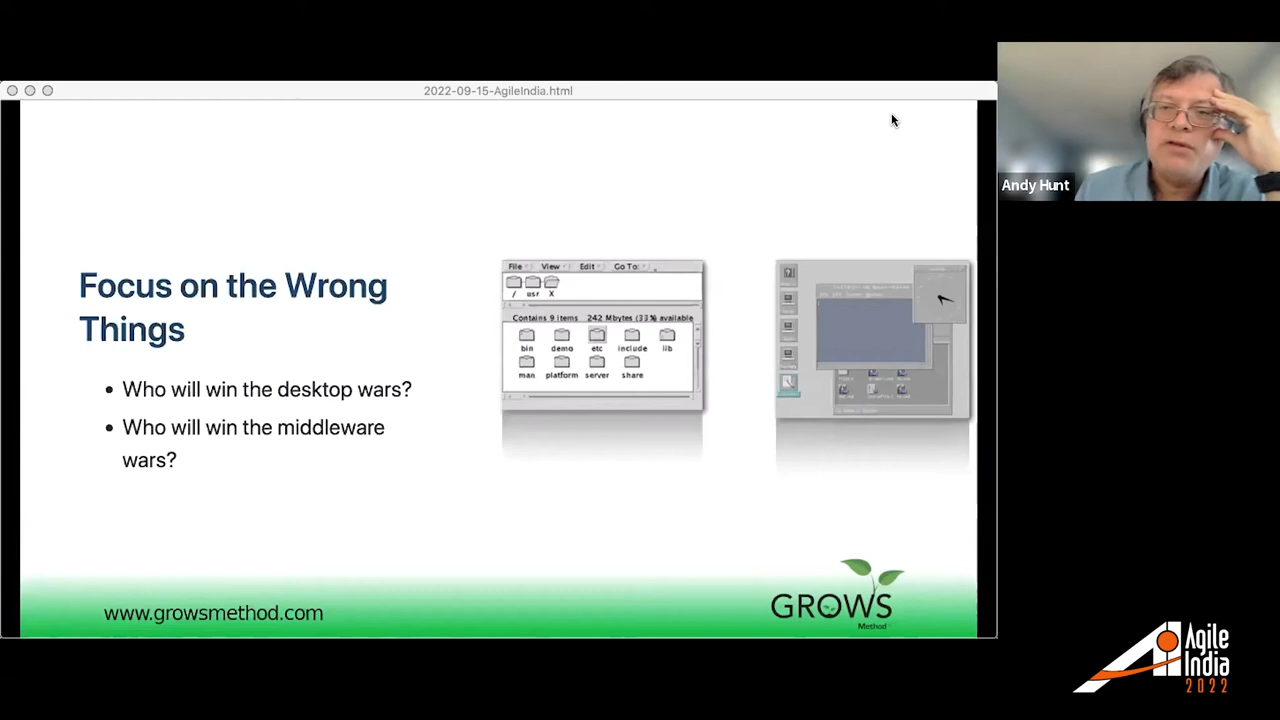 2022-09-15-AgileIndia.html
Andy Hunt
Focus on the Wrong
Things
• Who will win the desktop wars?
• Who will win the middleware
wars?
File View Edit Go To:
/ usr X
Contains 9 items 242 Mbytes (33% available
bin demo etc include lib
man platform server share
www.growsmethod.com
GROWS
Method
Agile
India
2022